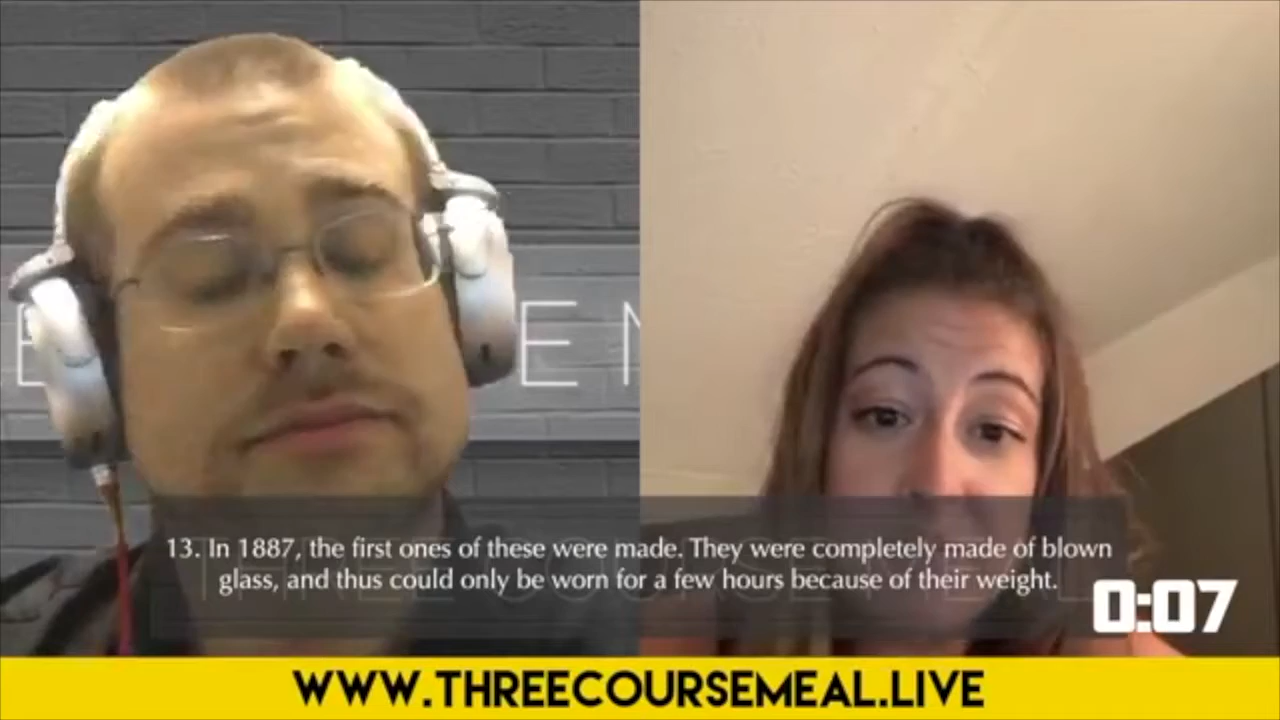 13. In 1887, the first ones of these were made. They were completely made of blown
glass, and thus could only be worn for a few hours because of their weight.
0:07
WWW.THREECOURSEMEAL.LIVE